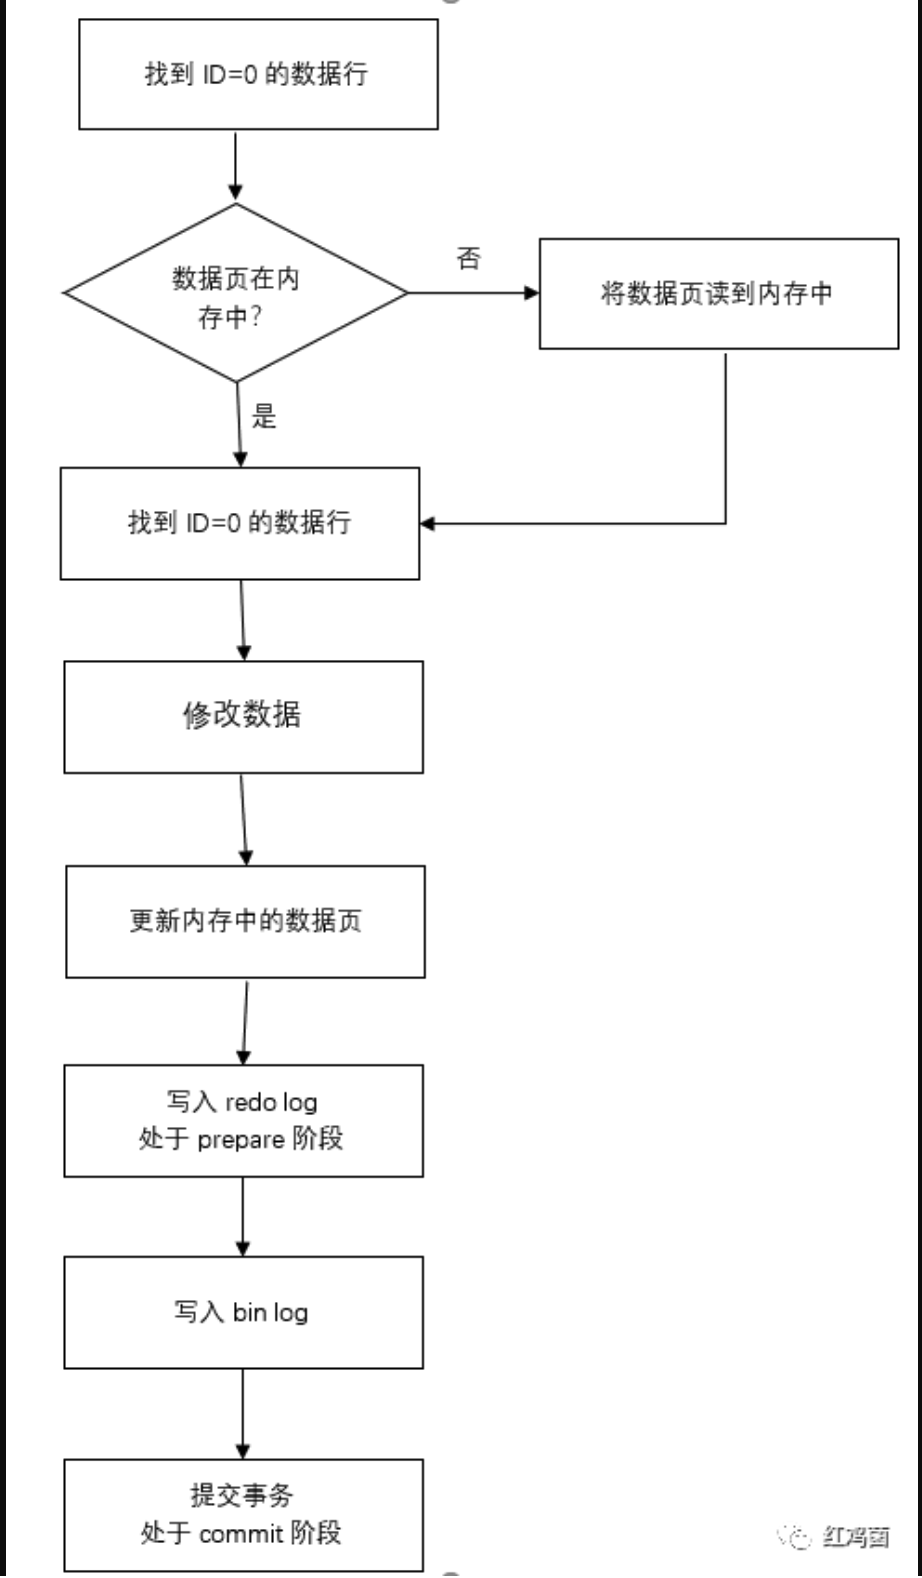 找到 ID=0 的数据行
数据页在内
存中?
否
将数据页读到内存中
是
找到 ID=0 的数据行
修改数据
更新内存中的数据页
写入 redo log
处于 prepare 阶段
写入 bin log
提交事务
处于 commit 阶段
红鸡菌